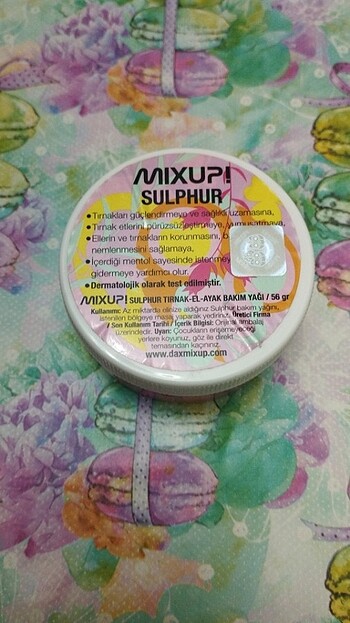 MIXUP!
SULPHUR
•Tırnakları güçlendirmeye ve sağlıklı uzamasına,
•Tırnak etlerini pürüzsüzleştirmeye, yumuşatmaya,
•Ellerin ve tırnakların korunmasını,
nemlenmesini sağlamaya,
•İçerdiği mentol sayesinde istenmeyen
gidermeye yardımcı olur.
•Dermatolojik olarak test edilmiştir.
MIXUP! SULPHUR TIRNAK-EL-AYAK BAKIM YAĞI / 56 gr
Kullanımı: Az miktarda elinize aldığınız Sulphur bakım yağını,
istenilen bölgeye masaj yaparak yediriniz. Üretici Firma
/ Son Kullanım Tarihi / İçerik Bilgisi: Orijinal ambalaj
üzerindedir. Uyarı: Çocukların erişemeyeceği
yerlere koyunuz, göz ile direkt
temasından kaçınınız.
www.daxmixup.com